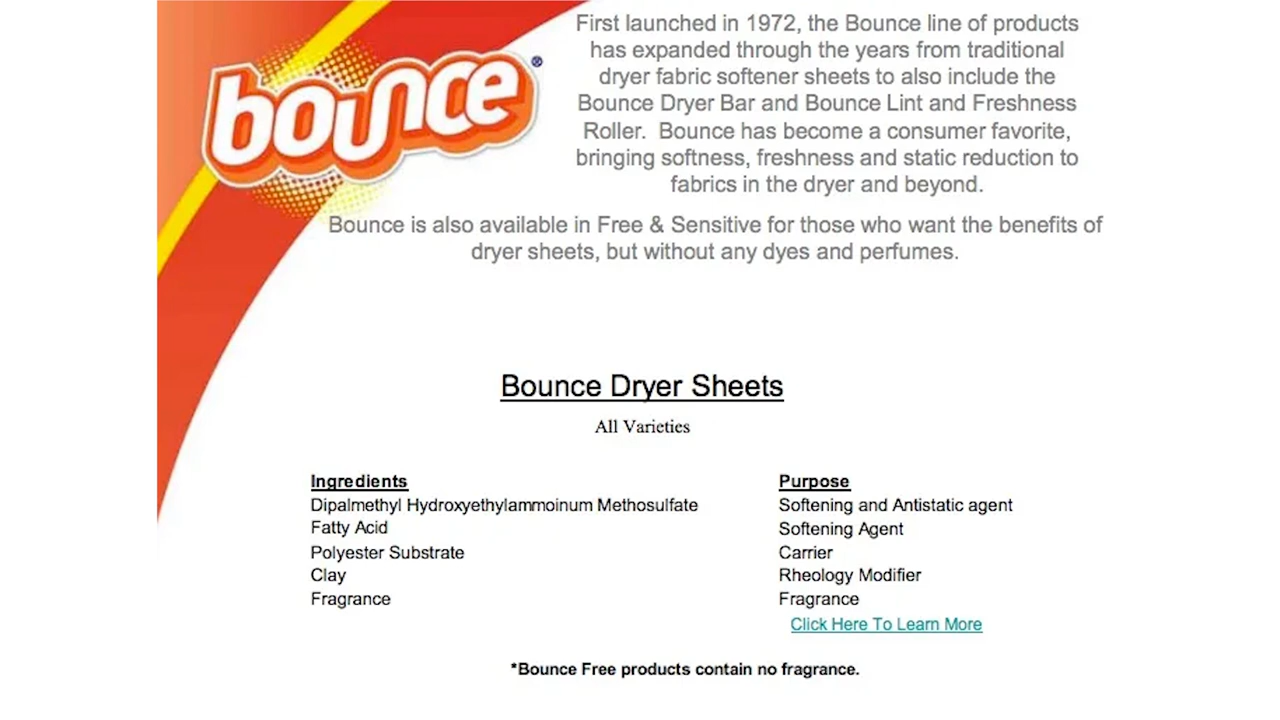 bounce®
First launched in 1972, the Bounce line of products
has expanded through the years from traditional
dryer fabric softener sheets to also include the
Bounce Dryer Bar and Bounce Lint and Freshness
Roller.  Bounce has become a consumer favorite,
bringing softness, freshness and static reduction to
fabrics in the dryer and beyond.
Bounce is also available in Free & Sensitive for those who want the benefits of
dryer sheets, but without any dyes and perfumes.
Bounce Dryer Sheets
All Varieties
Ingredients Purpose
Dipalmethyl Hydroxyethylammoinum Methosulfate Softening and Antistatic agent
Fatty Acid Softening Agent
Polyester Substrate Carrier
Clay Rheology Modifier
Fragrance Fragrance
Click Here To Learn More
*Bounce Free products contain no fragrance.